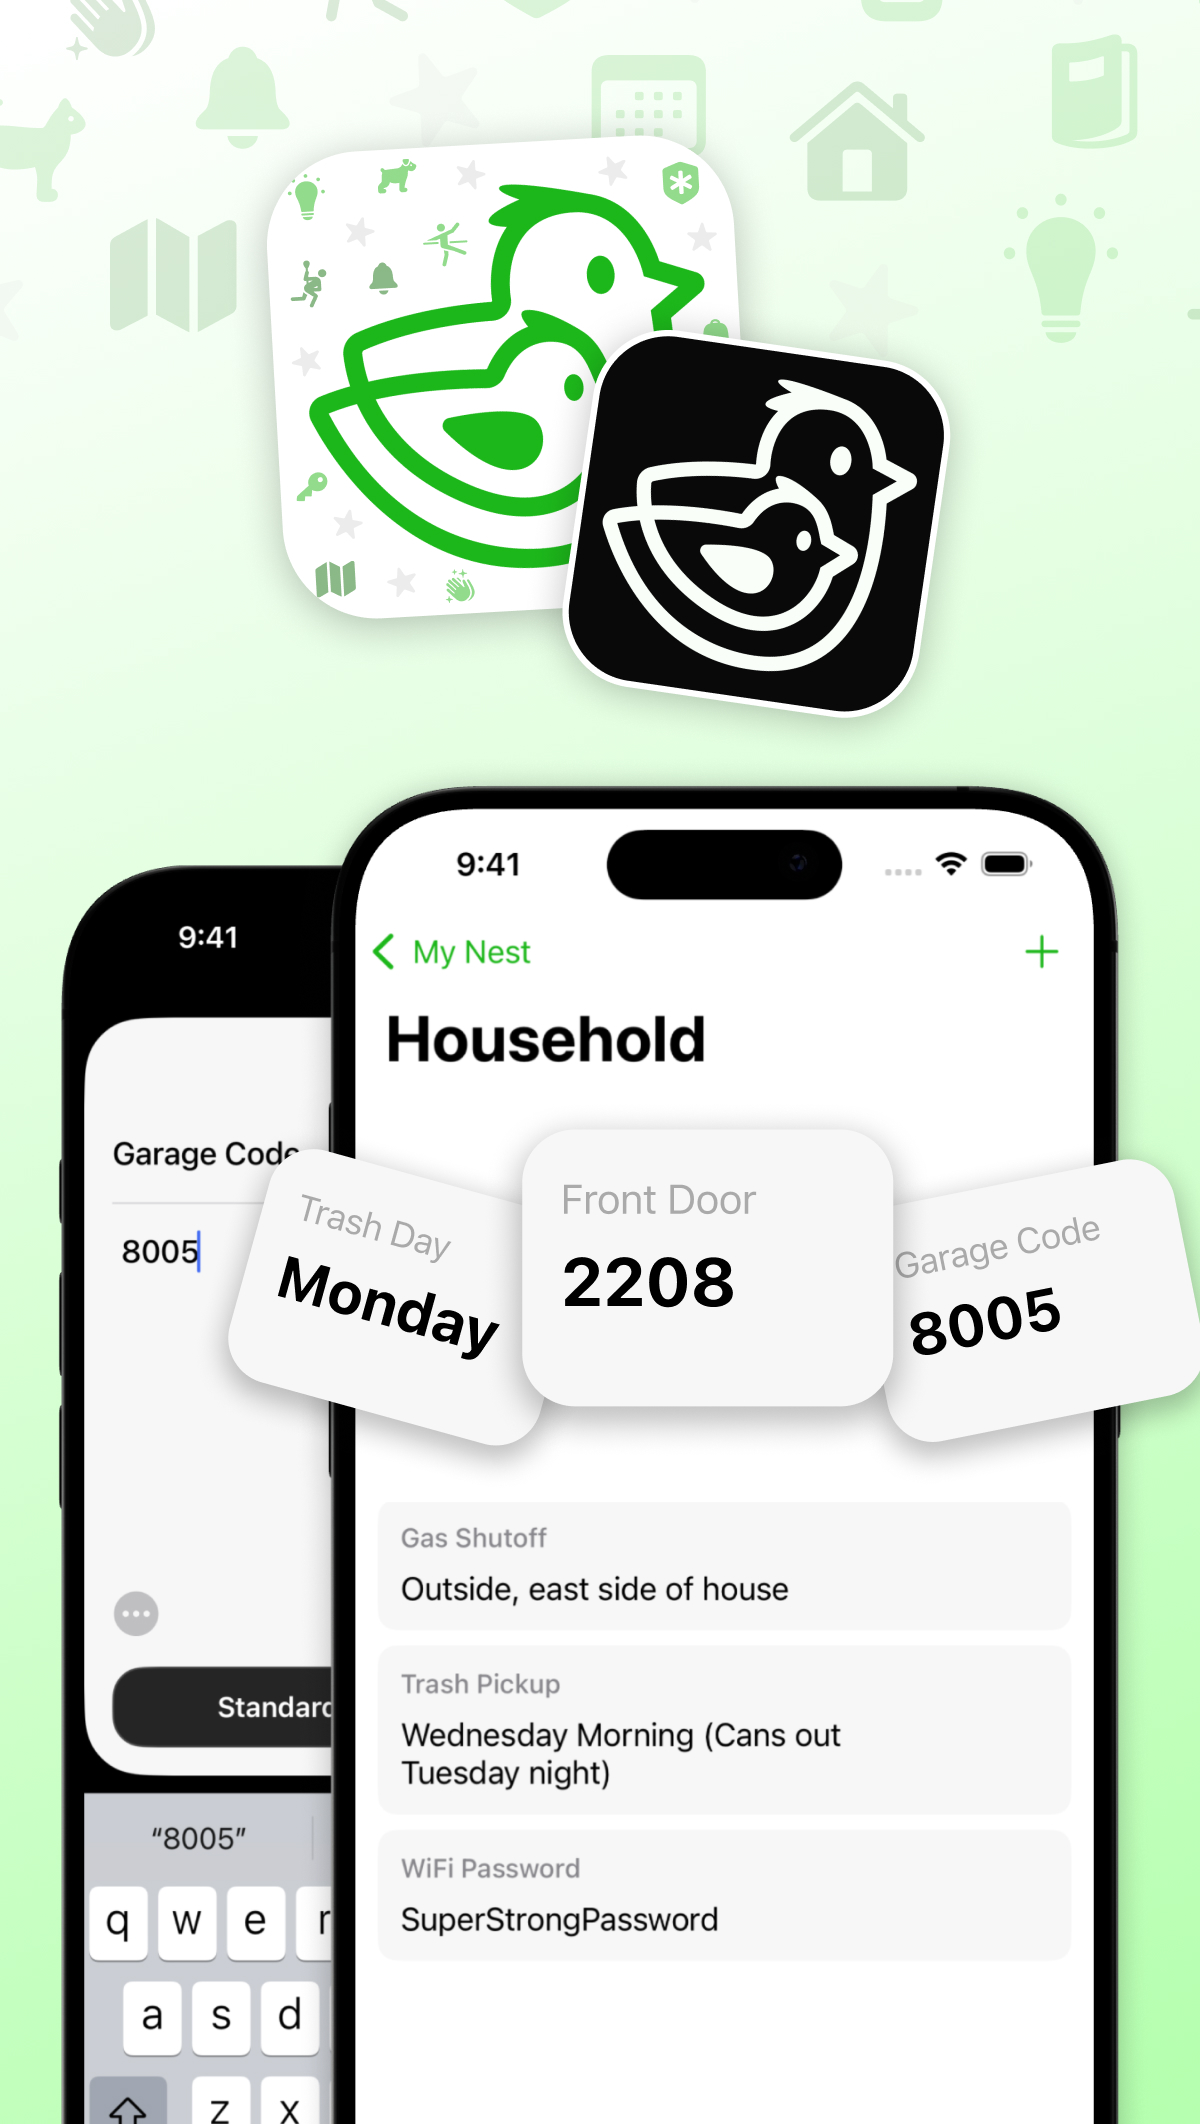 9:41
My Nest
Household
9:41
Garage Code
8005
Trash Day
Monday
Front Door
2208
Garage Code
8005
Gas Shutoff
Outside, east side of house
Trash Pickup
Wednesday Morning (Cans out
Tuesday night)
WiFi Password
SuperStrongPassword
Standard
“8005”
q w e r
a s d
z x